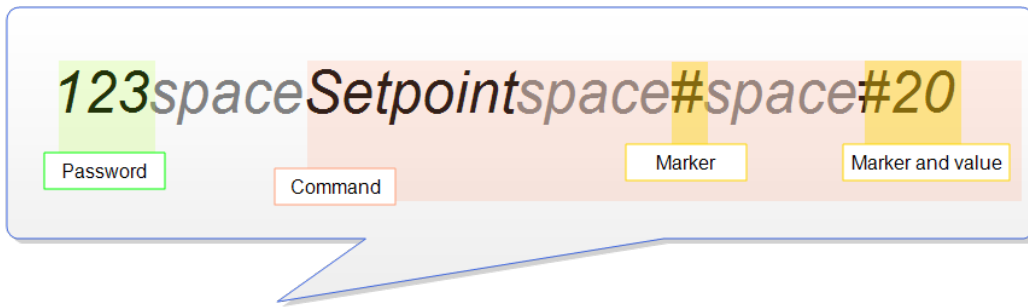 123spaceSetpointspace#space#20
Password
Command
Marker
Marker and value